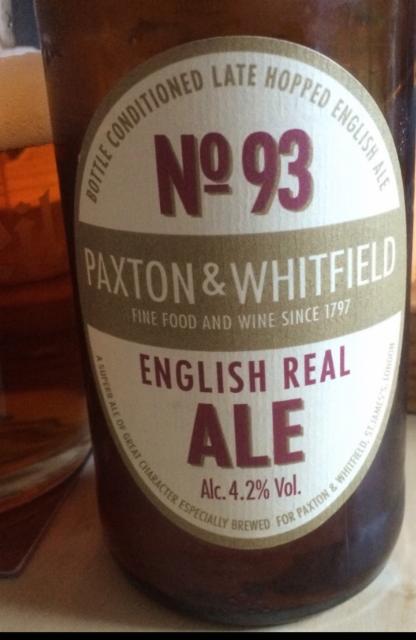 BOTTLE CONDITIONED LATE HOPPED ENGLISH ALE
Nº 93
PAXTON & WHITFIELD
FINE FOOD AND WINE SINCE 1797
ENGLISH REAL
ALE
Alc. 4.2% Vol.
A SUPERB ALE OF GREAT CHARACTER ESPECIALLY BREWED FOR PAXTON & WHITFIELD, ST.JAMES'S, LONDON